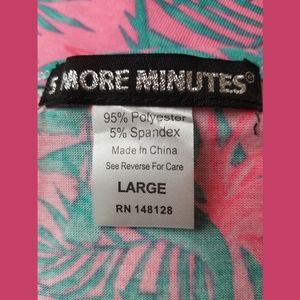 5 MORE MINUTES®
95% Polyester
5% Spandex
Made in China
See Reverse For Care
LARGE
RN 148128